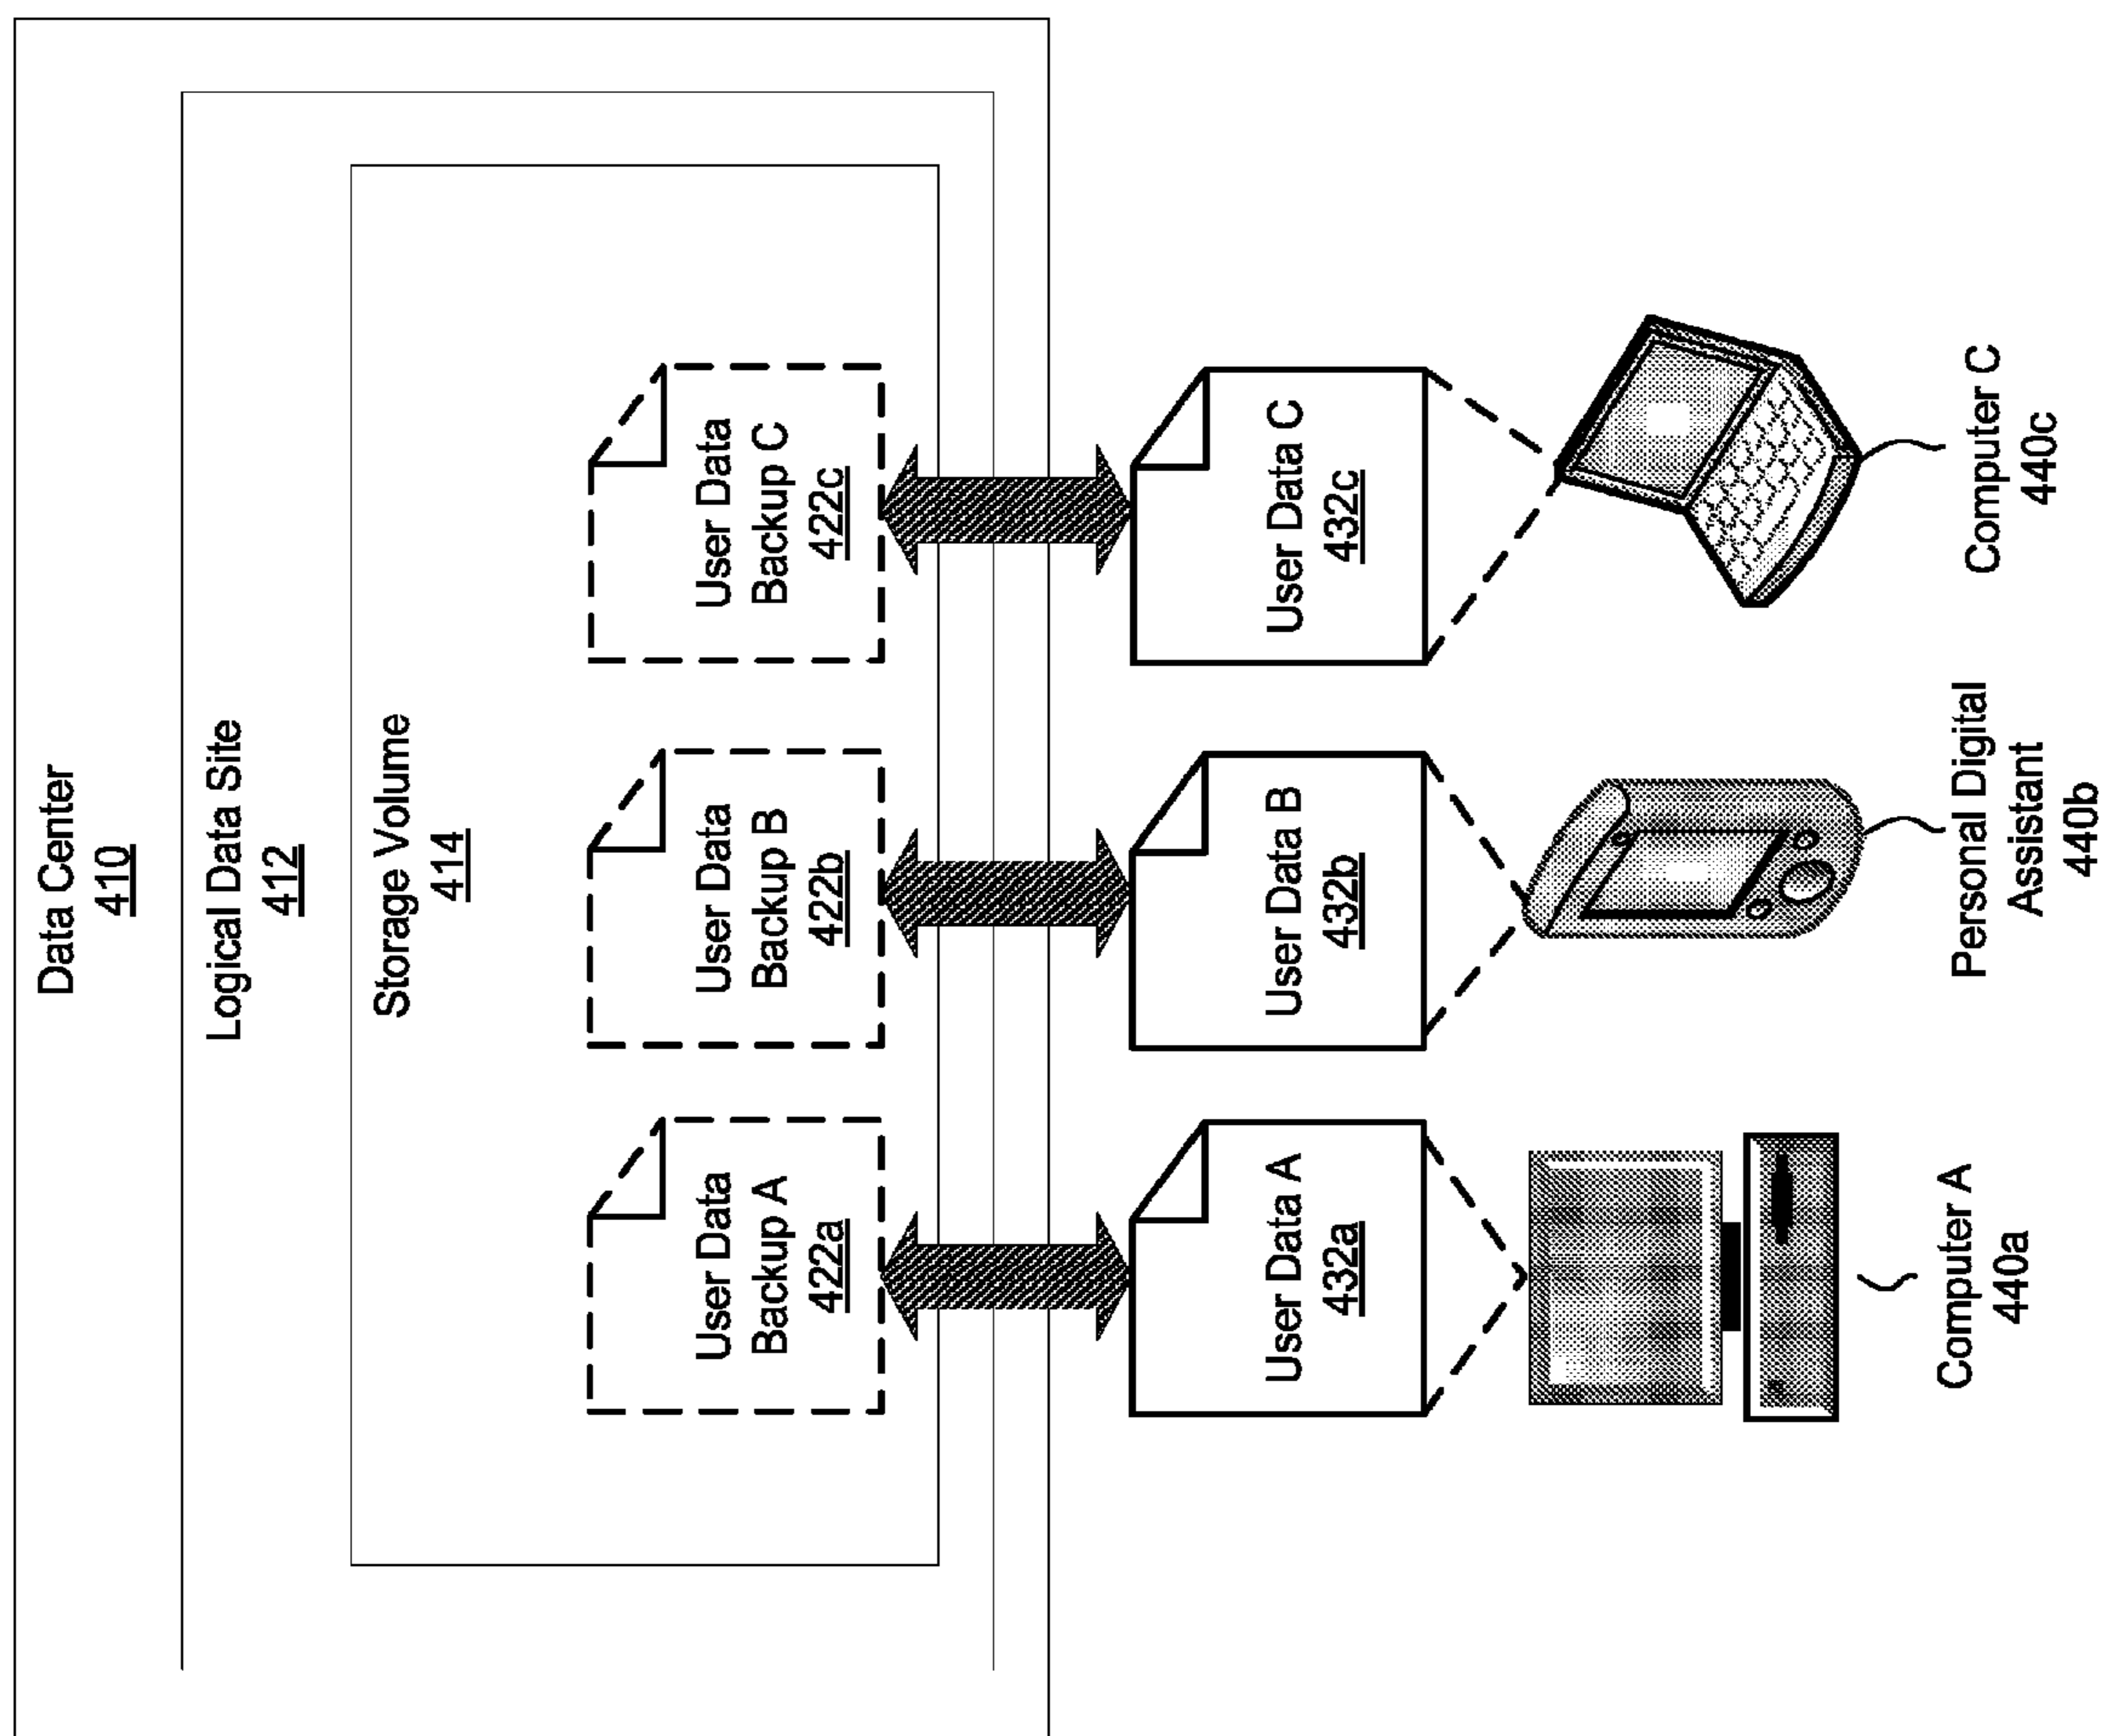 Data Center
410
Logical Data Site
412
Storage Volume
414
User Data
Backup A
422a
User Data
Backup B
422b
User Data
Backup C
422c
User Data A
432a
User Data B
432b
User Data C
432c
Computer A
440a
Personal Digital
Assistant
440b
Computer C
440c